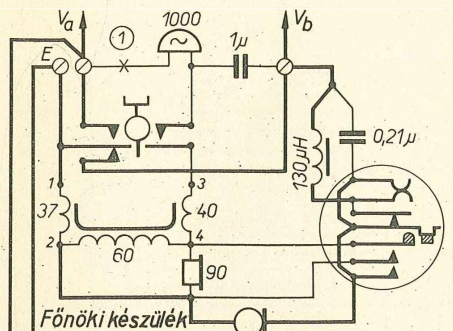 Va 1 1000 1µ Vb
E
130µH 0,21µ
1 3
37 40
2 60 4
90
Főnöki készülék